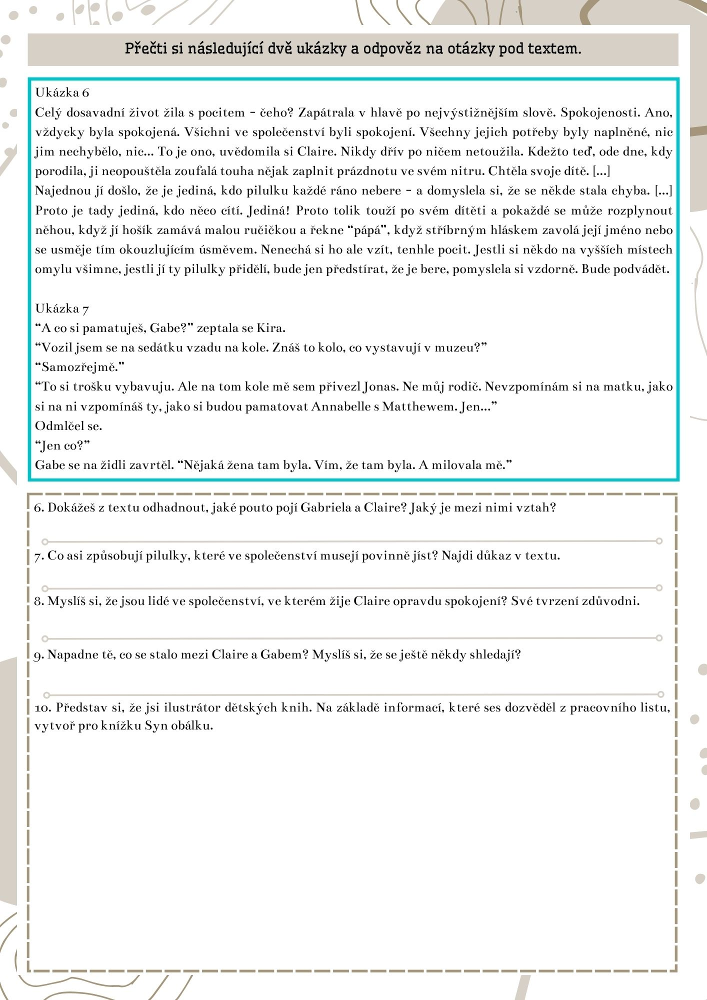 Přečti si následující dvě ukázky a odpověz na otázky pod textem.
Ukázka 6
Celý dosavadní život žila s pocitem - čeho? Zapátrala v hlavě po nejvýstižnějším slově. Spokojenosti. Ano,
vždycky byla spokojená. Všichni ve společenství byli spokojení. Všechny jejich potřeby byly naplněné, nic
jim nechybělo, nic... To je ono, uvědomila si Claire. Nikdy dřív po ničem netoužila. Kdežto teď, ode dne, kdy
porodila, ji neopouštěla zoufalá touha nějak zaplnit prázdnotu ve svém nitru. Chtěla svoje dítě. [...]
Najednou jí došlo, že je jediná, kdo pilulku každé ráno nebere - a domyslela si, že se někde stala chyba. [...]
Proto je tady jediná, kdo něco cítí. Jediná! Proto tolik touží po svém dítěti a pokaždé se může rozplynout
něhou, když jí hošík zamává malou ručičkou a řekne “pápá”, když stříbrným hláskem zavolá její jméno nebo
se usměje tím okouzlujícím úsměvem. Nenechá si ho ale vzít, tenhle pocit. Jestli si někdo na vyšších místech
omylu všimne, jestli jí ty pilulky přidělí, bude jen předstírat, že je bere, pomyslela si vzdorně. Bude podvádět.
Ukázka 7
“A co si pamatuješ, Gabe?” zeptala se Kira.
“Vozil jsem se na sedátku vzadu na kole. Znáš to kolo, co vystavují v muzeu?”
“Samozřejmě.”
“To si trošku vybavuju. Ale na tom kole mě sem přivezl Jonas. Ne můj rodič. Nevzpomínám si na matku, jako
si na ni vzpomínáš ty, jako si budou pamatovat Annabelle s Matthewem. Jen...”
Odmlčel se.
“Jen co?”
Gabe se na židli zavrtěl. “Nějaká žena tam byla. Vím, že tam byla. A milovala mě.”
6. Dokážeš z textu odhadnout, jaké pouto pojí Gabriela a Claire? Jaký je mezi nimi vztah?
7. Co asi způsobují pilulky, které ve společenství musejí povinně jíst? Najdi důkaz v textu.
8. Myslíš si, že jsou lidé ve společenství, ve kterém žije Claire opravdu spokojení? Své tvrzení zdůvodni.
9. Napadne tě, co se stalo mezi Claire a Gabem? Myslíš si, že se ještě někdy shledají?
10. Představ si, že jsi ilustrátor dětských knih. Na základě informací, které ses dozvěděl z pracovního listu,
vytvoř pro knížku Syn obálku.